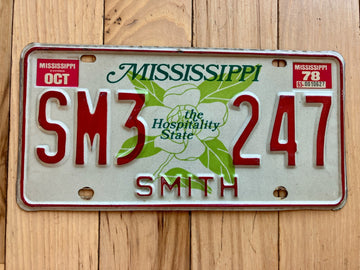 MISSISSIPPI
OCT
MISSISSIPPI
MISSISSIPPI
78
SM3 247
the
Hospitality
State
SMITH